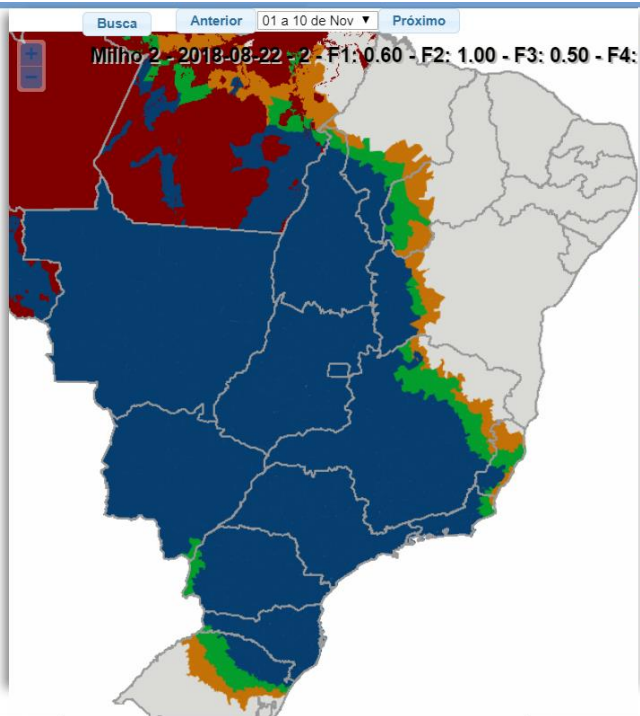 Busca Anterior 01 a 10 de Nov ▼ Próximo
+
Milho 2 - 2018-08-22 - 2 - F1: 0.60 - F2: 1.00 - F3: 0.50 - F4:
−